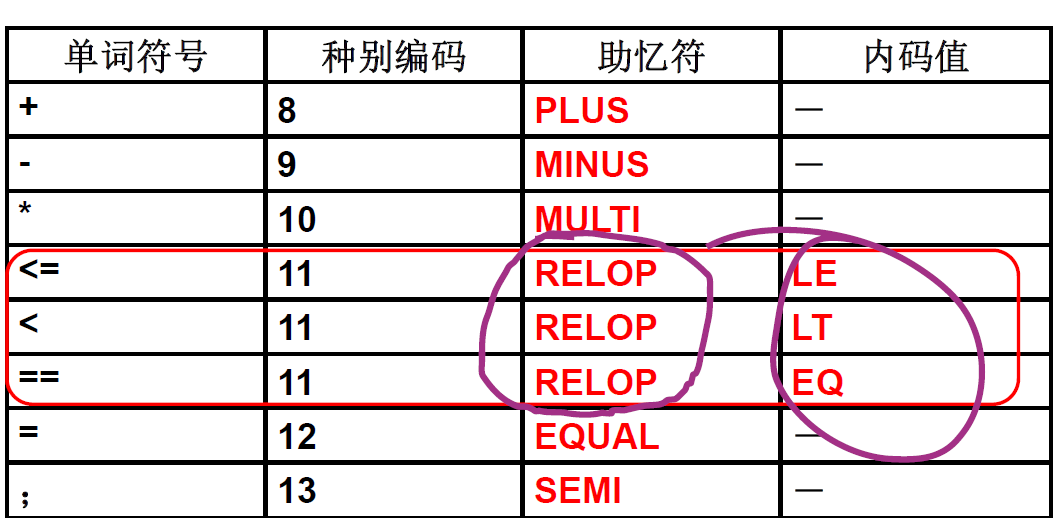 单词符号 种别编码 助忆符 内码值
+ 8 PLUS —
- 9 MINUS —
* 10 MULTI —
<= 11 RELOP LE
< 11 RELOP LT
== 11 RELOP EQ
= 12 EQUAL —
; 13 SEMI —